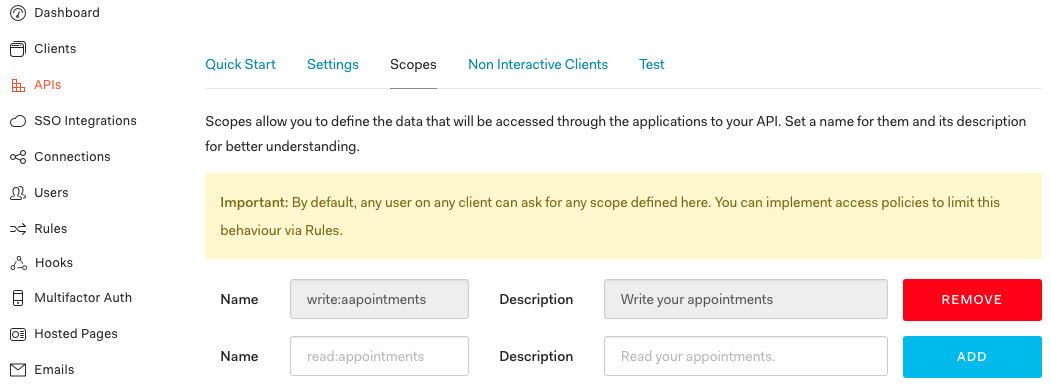 Dashboard
Clients
APIs
SSO Integrations
Connections
Users
Rules
Hooks
Multifactor Auth
Hosted Pages
Emails
Quick Start Settings Scopes Non Interactive Clients Test
Scopes allow you to define the data that will be accessed through the applications to your API. Set a name for them and its description
for better understanding.
Important: By default, any user on any client can ask for any scope defined here. You can implement access policies to limit this
behaviour via Rules.
Name write:aapointments Description Write your appointments REMOVE
Name read:appointments Description Read your appointments. ADD